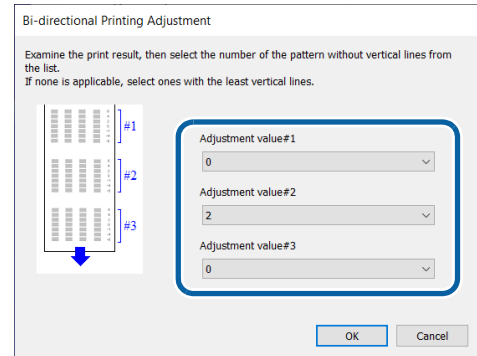 Bi-directional Printing Adjustment
Examine the print result, then select the number of the pattern without vertical lines from
the list.
If none is applicable, select ones with the least vertical lines.
#1
#2
#3
Adjustment value#1
0
Adjustment value#2
2
Adjustment value#3
0
OK
Cancel